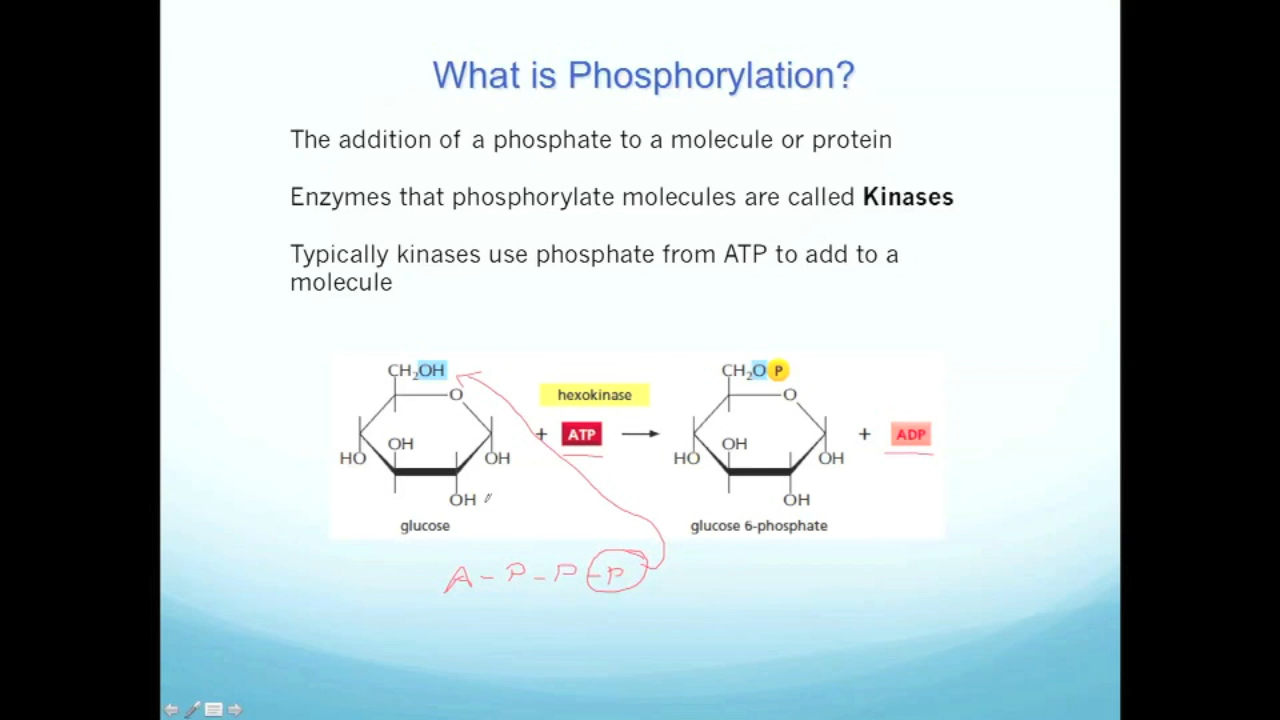 What is Phosphorylation?
The addition of a phosphate to a molecule or protein
Enzymes that phosphorylate molecules are called Kinases
Typically kinases use phosphate from ATP to add to a
molecule
CH₂OH
O
OH
HO
OH
OH
glucose
hexokinase
+ ATP →
CH₂O P
O
OH
HO
OH
OH
glucose 6-phosphate
+ ADP
A-P-P-P